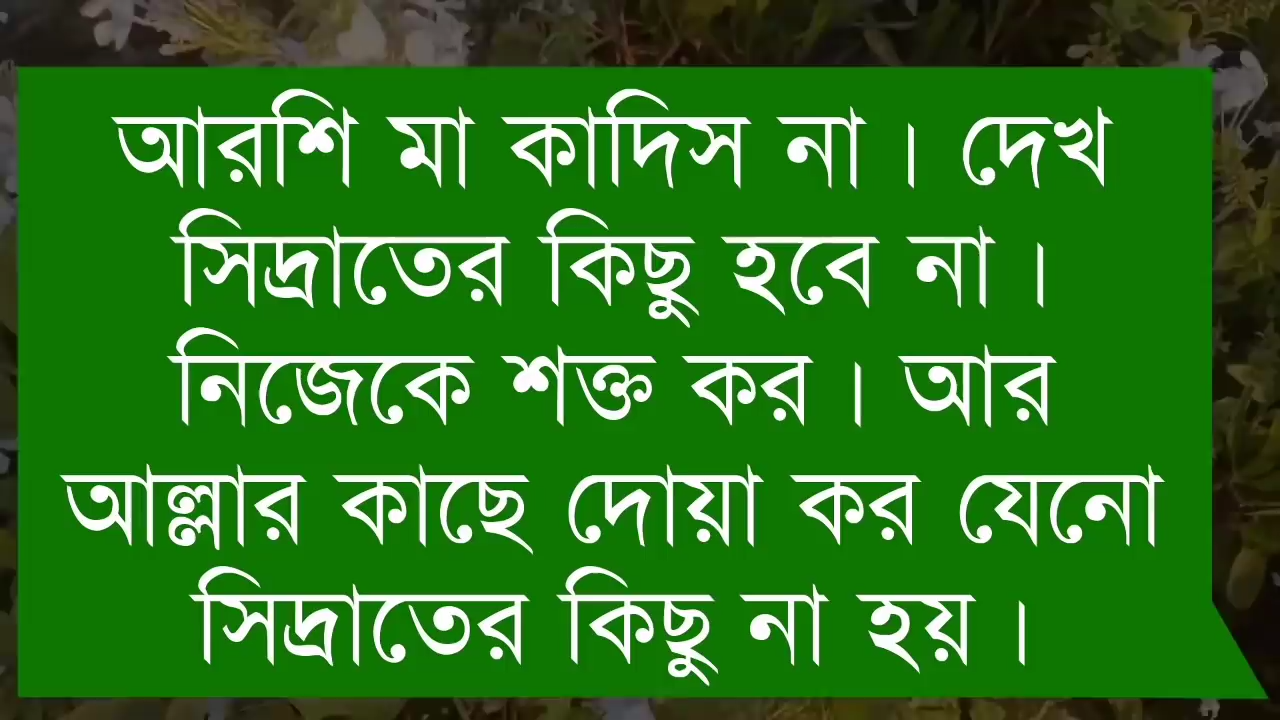 আরশি মা কাদিস না । দেখ
সিদ্রাতের কিছু হবে না ।
নিজেকে শক্ত কর । আর
আল্লার কাছে দোয়া কর যেনো
সিদ্রাতের কিছু না হয় ।